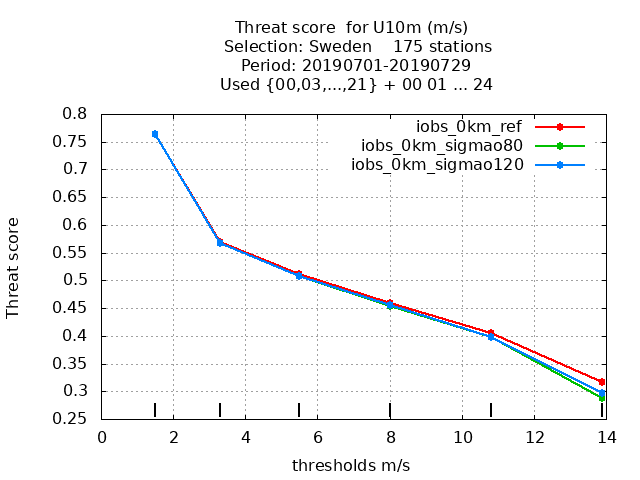 Threat score  for U10m (m/s)
Selection: Sweden    175 stations
Period: 20190701-20190729
Used {00,03,...,21} + 00 01 ... 24
iobs_0km_ref
iobs_0km_sigmao80
iobs_0km_sigmao120
Threat score
0.8
0.75
0.7
0.65
0.6
0.55
0.5
0.45
0.4
0.35
0.3
0.25
0 2 4 6 8 10 12 14
thresholds m/s